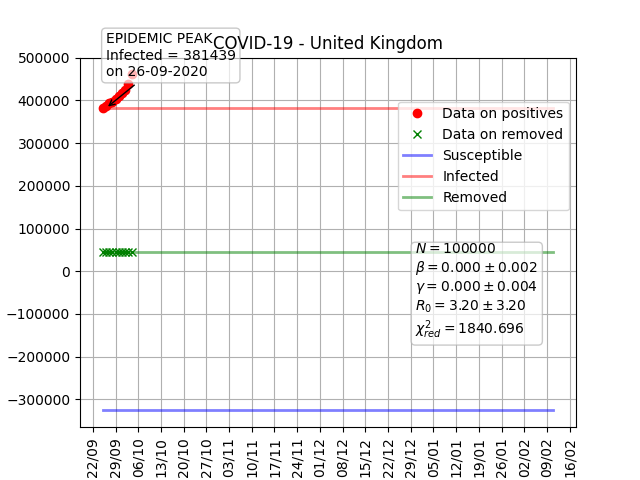 COVID-19 - United Kingdom
EPIDEMIC PEAK
Infected = 381439
on 26-09-2020
500000
400000
300000
200000
100000
0
−100000
−200000
−300000
Data on positives
Data on removed
Susceptible
Infected
Removed
N = 100000
β = 0.000 ± 0.002
γ = 0.000 ± 0.004
R₀ = 3.20 ± 3.20
χ²red = 1840.696
22/09
29/09
06/10
13/10
20/10
27/10
03/11
10/11
17/11
24/11
01/12
08/12
15/12
22/12
29/12
05/01
12/01
19/01
26/01
02/02
09/02
16/02